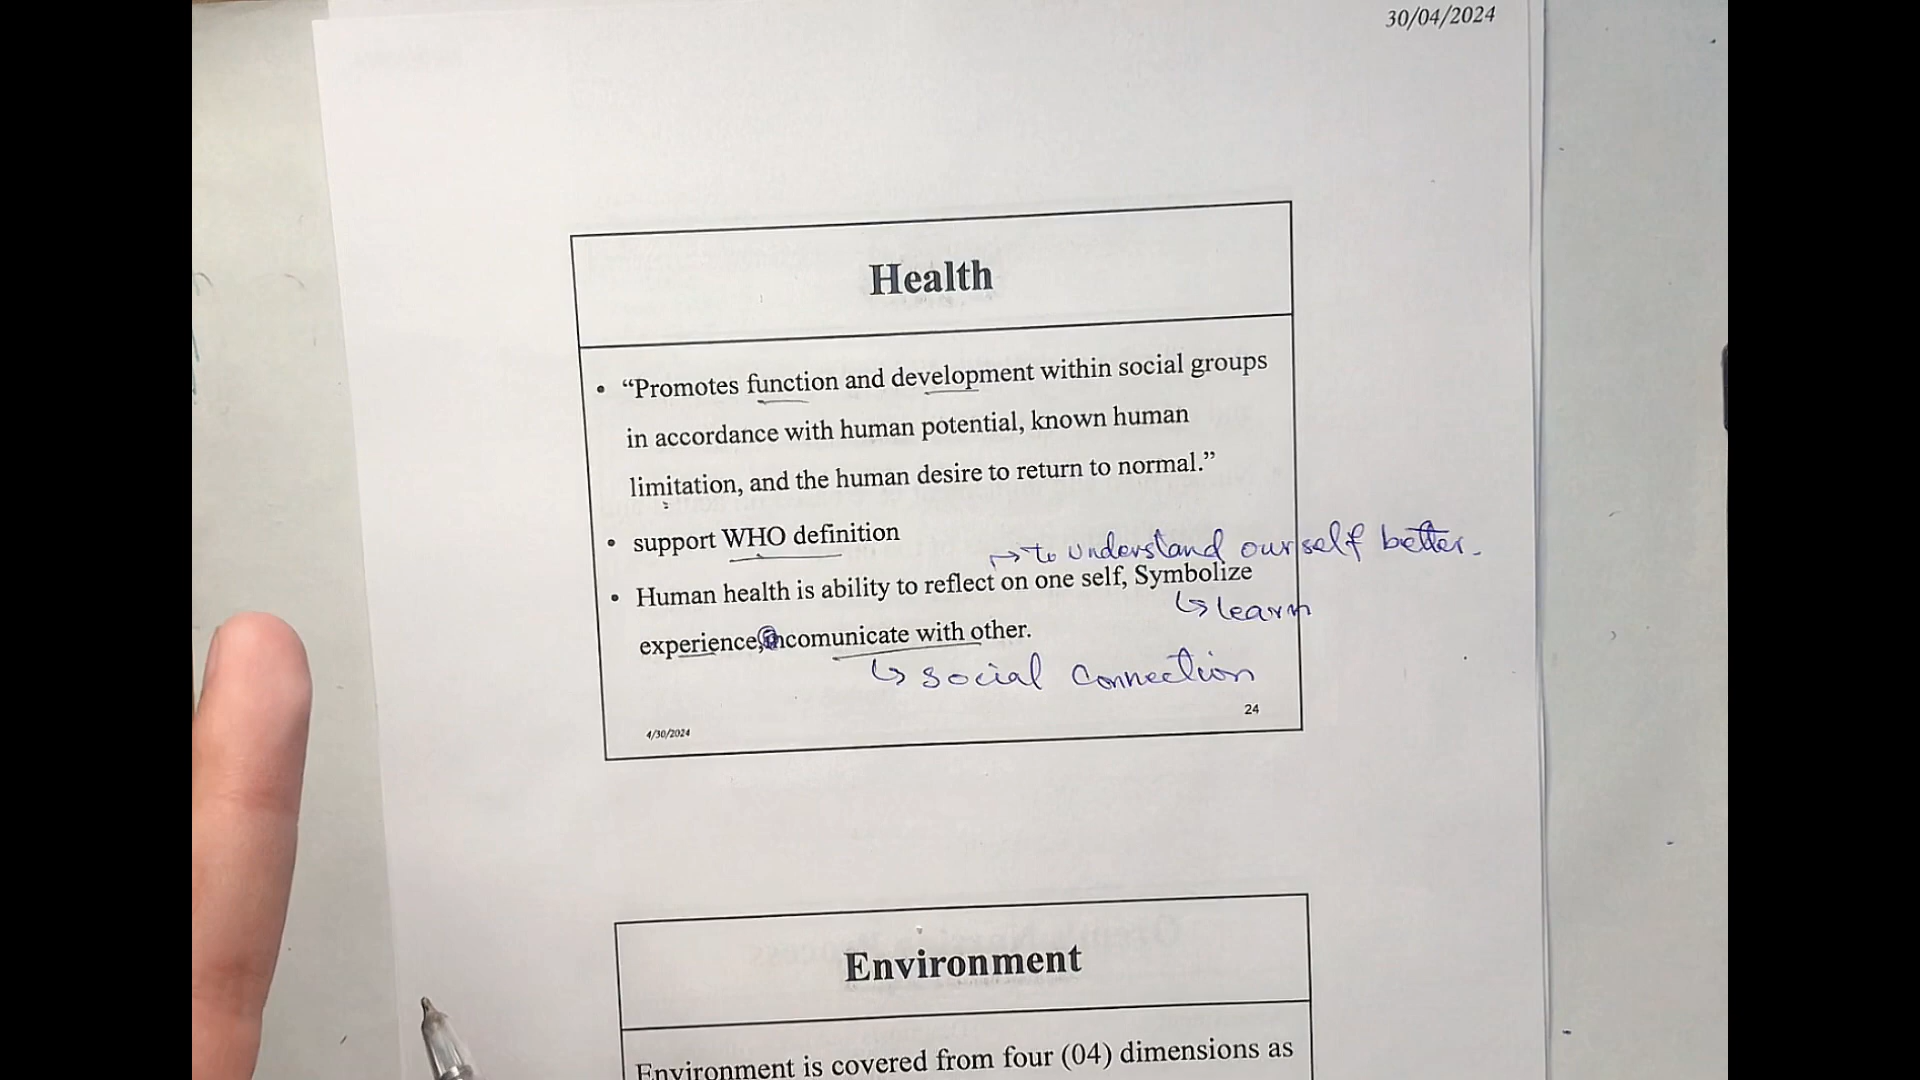 30/04/2024
Health
• “Promotes function and development within social groups
in accordance with human potential, known human
limitation, and the human desire to return to normal.”
• support WHO definition
→ to understand ourself better.
• Human health is ability to reflect on one self, Symbolize
↳ learn
experience, comunicate with other.
↳ social connection
24
4/30/2024
Environment
Environment is covered from four (04) dimensions as